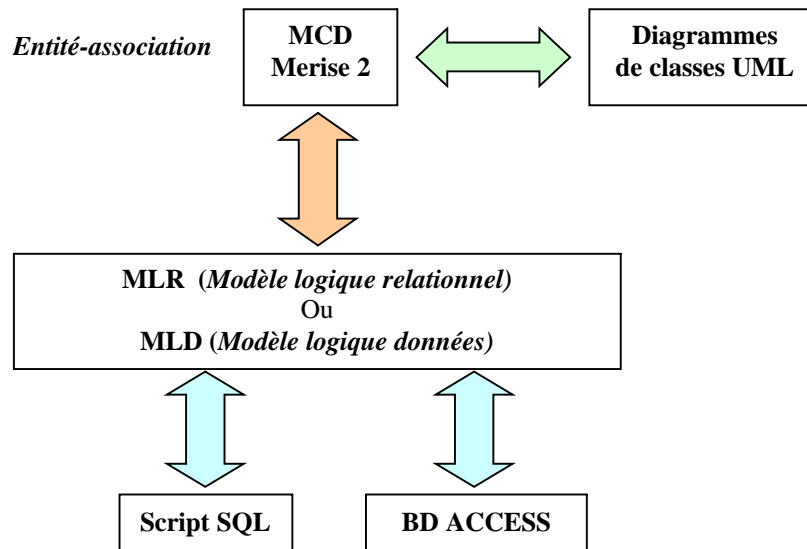 Entité-association
MCD
Merise 2
Diagrammes
de classes UML
MLR (Modèle logique relationnel)
Ou
MLD (Modèle logique données)
Script SQL
BD ACCESS